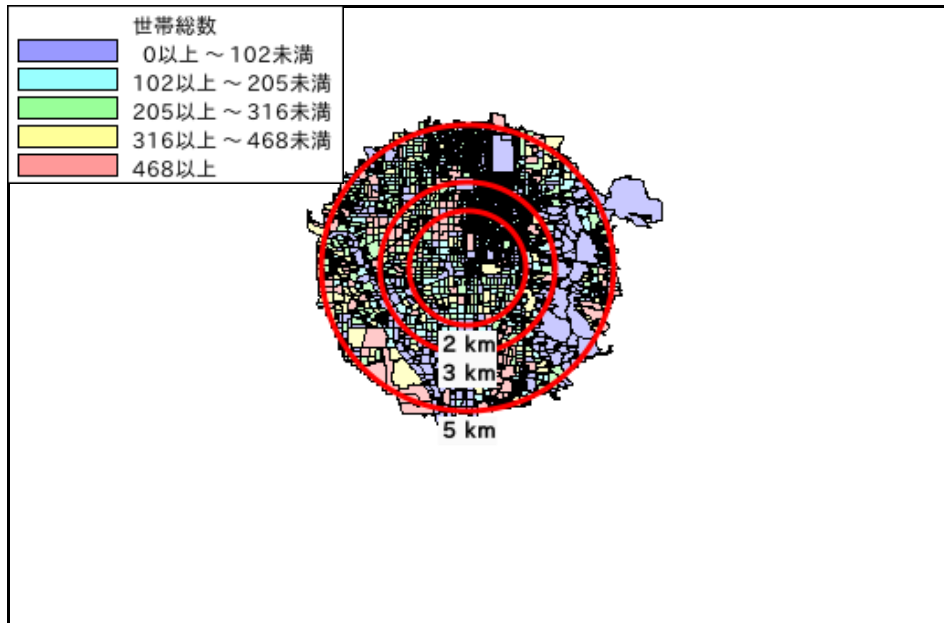 世帯総数
0以上 ～ 102未満
102以上 ～ 205未満
205以上 ～ 316未満
316以上 ～ 468未満
468以上
2 km
3 km
5 km